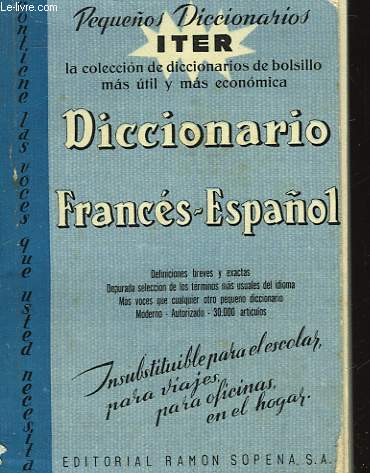 Le-Livre.com
Pequeños Diccionarios
ITER
la colección de diccionarios de bolsillo
más útil y más económica
Diccionario
Francés-Español
Definiciones breves y exactas
Depurada selección de los términos más usuales del idioma
Mas voces que cualquier otro pequeño diccionario
Moderno - Autorizado - 30.000 artículos
Insubstituible para el escolar,
para viajes,
para oficinas,
en el hogar.
EDITORIAL RAMON SOPENA, S.A.
contiene las voces que usted necesita